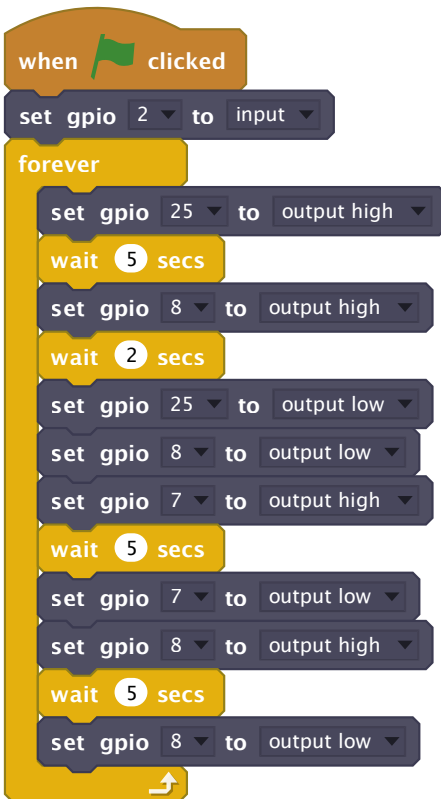 when clicked
set gpio 2 to input
forever
set gpio 25 to output high
wait 5 secs
set gpio 8 to output high
wait 2 secs
set gpio 25 to output low
set gpio 8 to output low
set gpio 7 to output high
wait 5 secs
set gpio 7 to output low
set gpio 8 to output high
wait 5 secs
set gpio 8 to output low